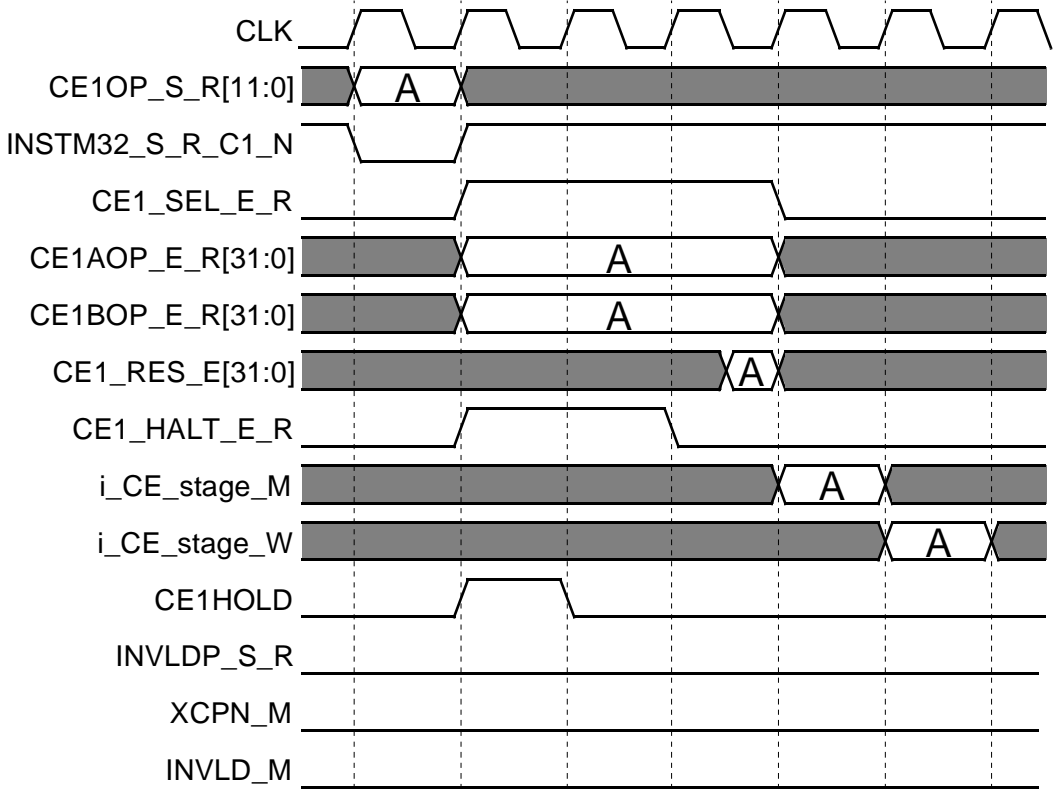 CLK
CE1OP_S_R[11:0] A
INSTM32_S_R_C1_N
CE1_SEL_E_R
CE1AOP_E_R[31:0] A
CE1BOP_E_R[31:0] A
CE1_RES_E[31:0] A
CE1_HALT_E_R
i_CE_stage_M A
i_CE_stage_W A
CE1HOLD
INVLDP_S_R
XCPN_M
INVLD_M